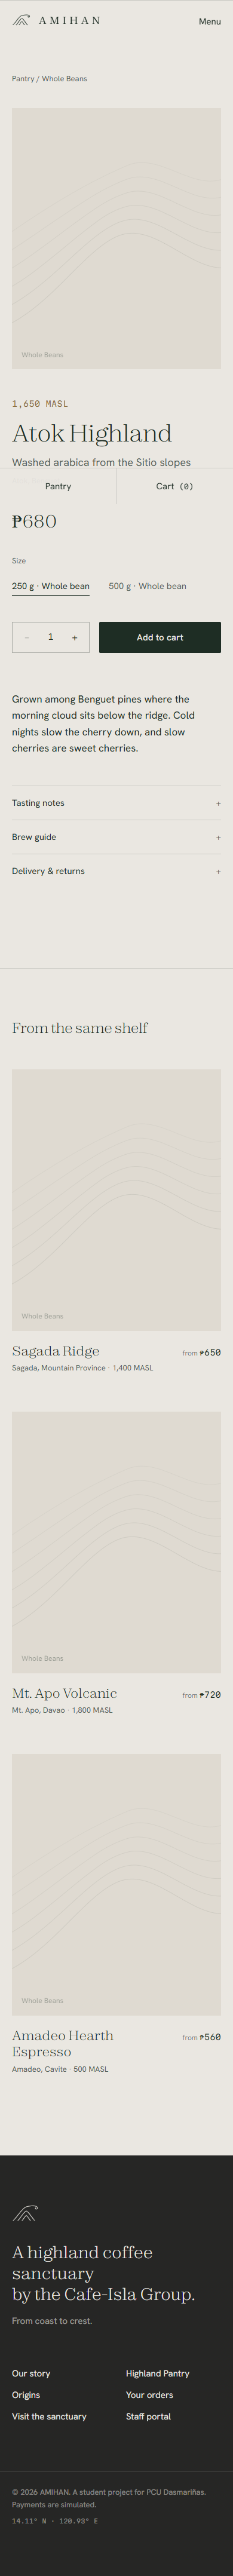 AMIHAN
Menu
Pantry / Whole Beans
Whole Beans
1,650 MASL
Atok Highland
Washed arabica from the Sitio slopes
Pantry
Cart (0)
₱680
Size
250 g · Whole bean
500 g · Whole bean
− 1 +
Add to cart
Grown among Benguet pines where the
morning cloud sits below the ridge. Cold
nights slow the cherry down, and slow
cherries are sweet cherries.
Tasting notes +
Brew guide +
Delivery & returns +
From the same shelf
Whole Beans
Sagada Ridge
from ₱650
Sagada, Mountain Province · 1,400 MASL
Whole Beans
Mt. Apo Volcanic
from ₱720
Mt. Apo, Davao · 1,800 MASL
Whole Beans
Amadeo Hearth
Espresso
from ₱560
Amadeo, Cavite · 500 MASL
A highland coffee
sanctuary
by the Cafe-Isla Group.
From coast to crest.
Our story
Highland Pantry
Origins
Your orders
Visit the sanctuary
Staff portal
© 2026 AMIHAN. A student project for PCU Dasmariñas.
Payments are simulated.
14.11° N · 120.93° E